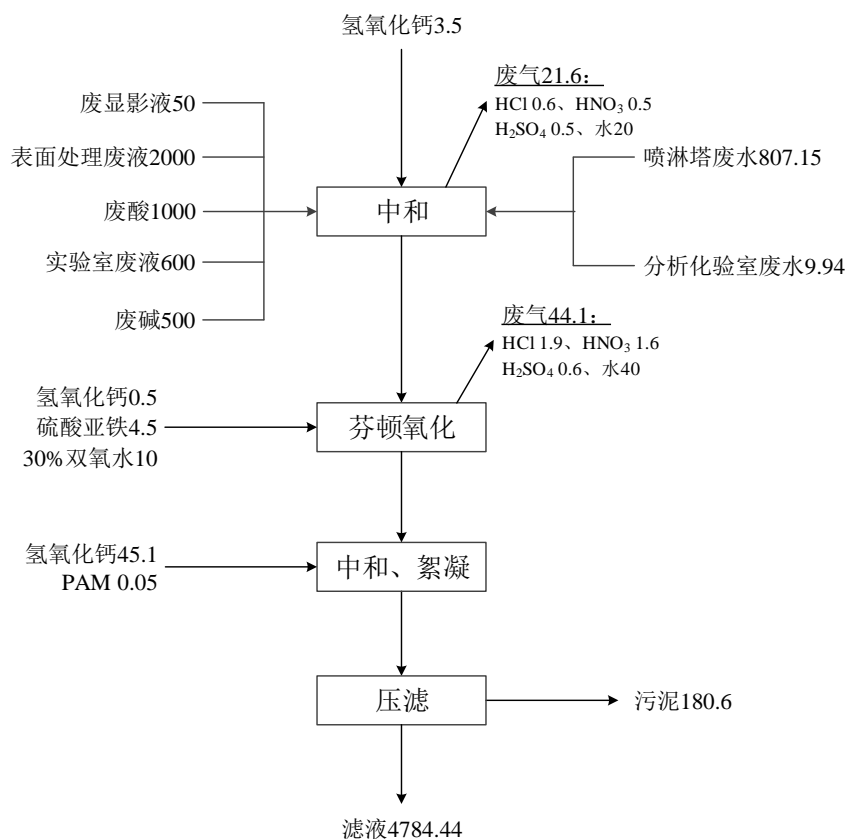 氢氧化钙3.5
废气21.6：
HCl 0.6、HNO₃ 0.5
H₂SO₄ 0.5、水20
废显影液50
表面处理废液2000
废酸1000
实验室废液600
废碱500
中和
喷淋塔废水807.15
分析化验室废水9.94
废气44.1：
HCl 1.9、HNO₃ 1.6
H₂SO₄ 0.6、水40
氢氧化钙0.5
硫酸亚铁4.5
30%双氧水10
芬顿氧化
氢氧化钙45.1
PAM 0.05
中和、絮凝
压滤
污泥180.6
滤液4784.44